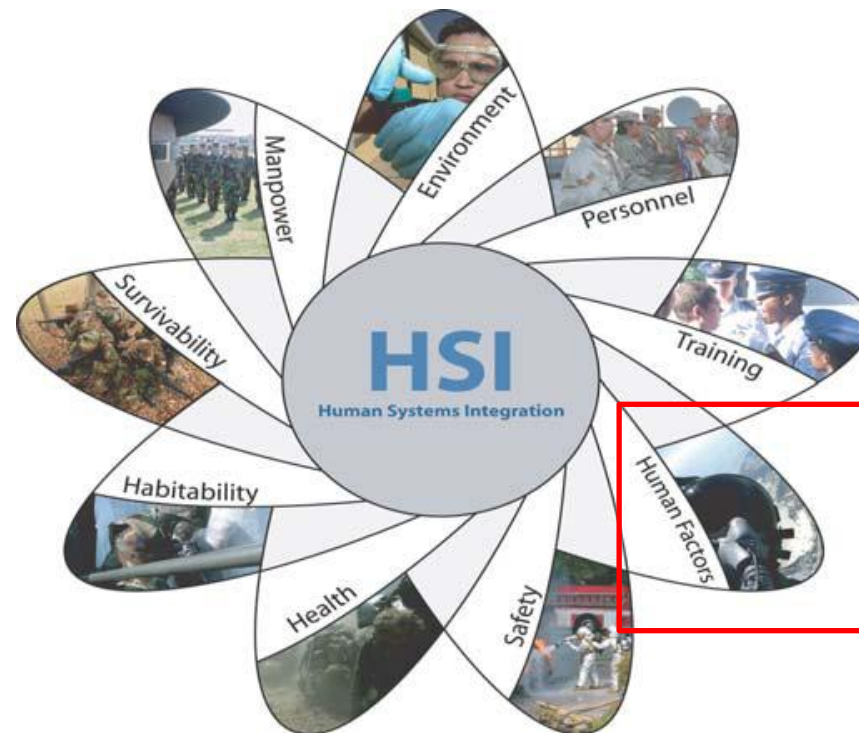 Environment
Personnel
Training
Human Factors
Safety
Health
Habitability
Survivability
Manpower
HSI
Human Systems Integration